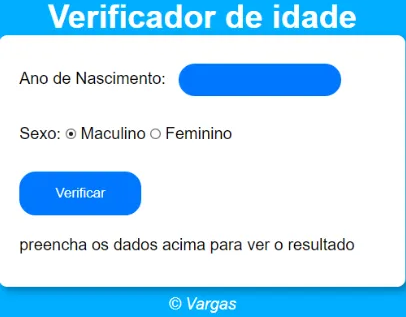 Verificador de idade
Ano de Nascimento:
Sexo: Maculino Feminino
Verificar
preencha os dados acima para ver o resultado
© Vargas